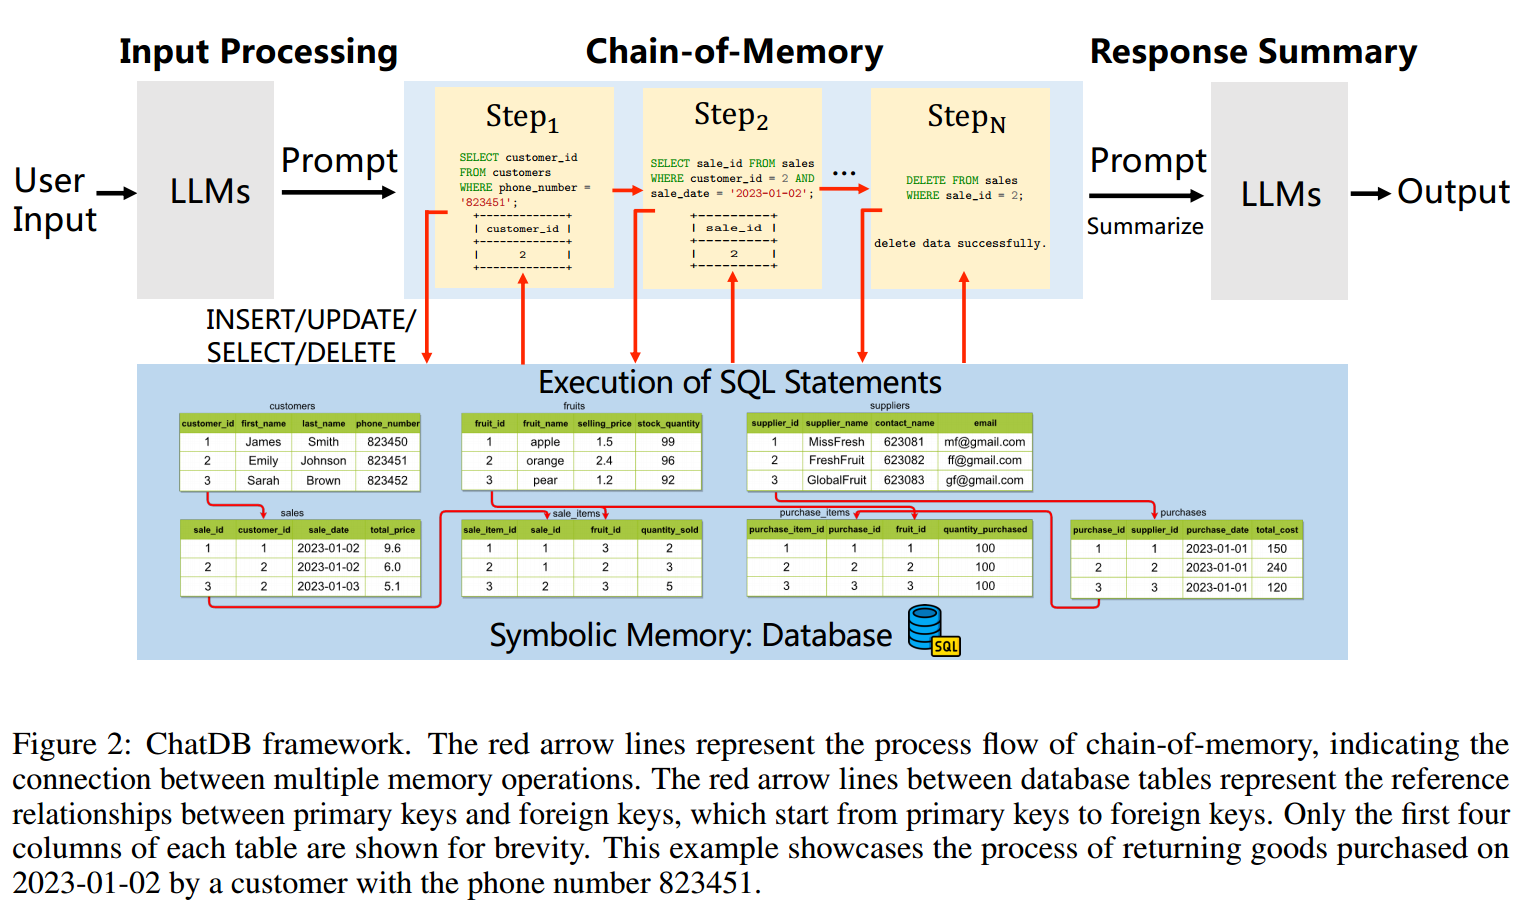 Input Processing
Chain-of-Memory
Response Summary
User
Input
LLMs
Prompt
Step1
SELECT customer_id
FROM customers
WHERE phone_number =
'823451';
+------------+
| customer_id |
+------------+
| 2 |
+------------+
Step2
SELECT sale_id FROM sales
WHERE customer_id = 2 AND
sale_date = '2023-01-02';
+---------+
| sale_id |
+---------+
| 2 |
+---------+
...
StepN
DELETE FROM sales
WHERE sale_id = 2;
delete data successfully.
Prompt
Summarize
LLMs
Output
INSERT/UPDATE/
SELECT/DELETE
Execution of SQL Statements
customers
customer_id first_name last_name phone_number
1 James Smith 823450
2 Emily Johnson 823451
3 Sarah Brown 823452
fruits
fruit_id fruit_name selling_price stock_quantity
1 apple 1.5 99
2 orange 2.4 96
3 pear 1.2 92
suppliers
supplier_id supplier_name contact_name email
1 MissFresh 623081 mf@gmail.com
2 FreshFruit 623082 ff@gmail.com
3 GlobalFruit 623083 gf@gmail.com
sales
sale_id customer_id sale_date total_price
1 1 2023-01-02 9.6
2 2 2023-01-02 6.0
3 2 2023-01-03 5.1
sale_items
sale_item_id sale_id fruit_id quantity_sold
1 1 3 2
2 1 2 3
3 2 3 5
purchase_items
purchase_item_id purchase_id fruit_id quantity_purchased
1 1 1 100
2 2 2 100
3 3 3 100
purchases
purchase_id supplier_id purchase_date total_cost
1 1 2023-01-01 150
2 2 2023-01-01 240
3 3 2023-01-01 120
Symbolic Memory: Database
SQL
Figure 2: ChatDB framework. The red arrow lines represent the process flow of chain-of-memory, indicating the
connection between multiple memory operations. The red arrow lines between database tables represent the reference
relationships between primary keys and foreign keys, which start from primary keys to foreign keys. Only the first four
columns of each table are shown for brevity. This example showcases the process of returning goods purchased on
2023-01-02 by a customer with the phone number 823451.